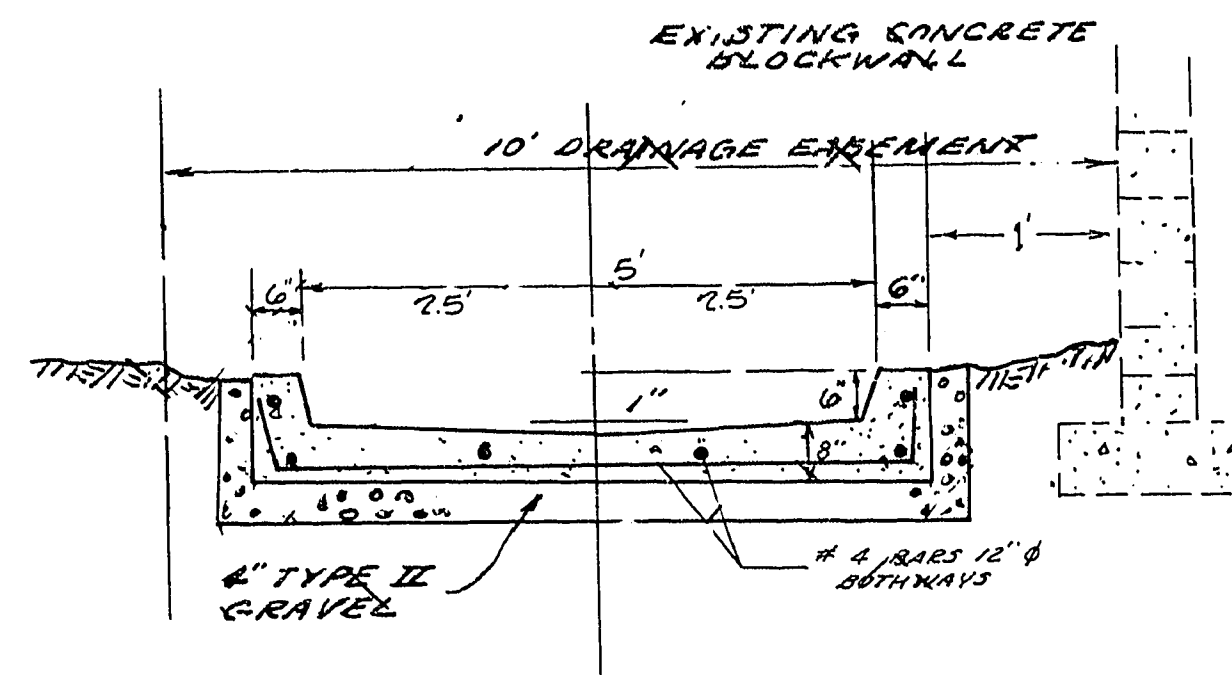 EXISTING CONCRETE
BLOCKWALL
10' DRAINAGE EASEMENT
1'
5'
6"
2.5'
2.5'
6"
6"
1"
8"
4" TYPE II
GRAVEL
# 4 BARS 12" ϕ
BOTHWAYS